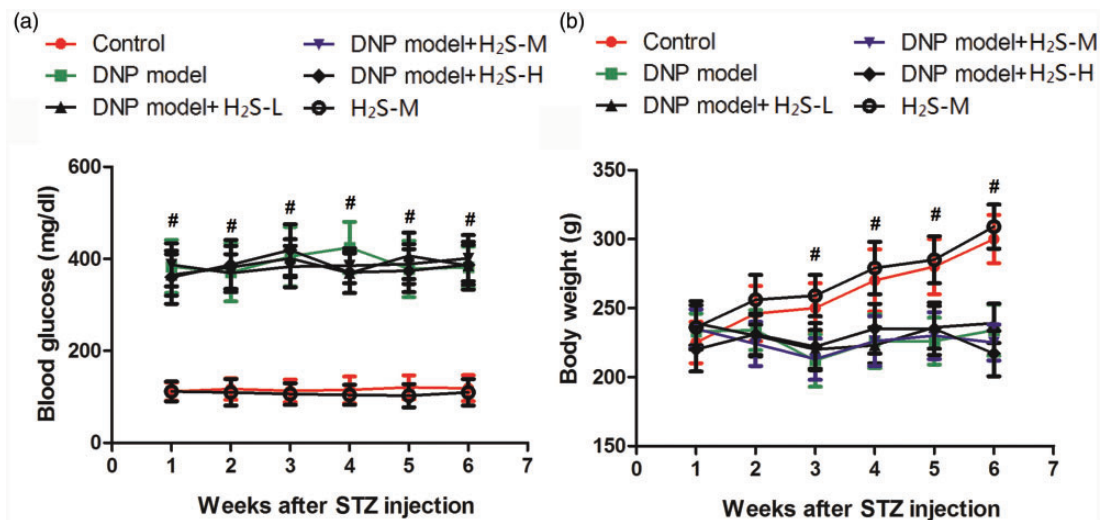 (a)
Control
DNP model
DNP model+ H₂S-L
DNP model+H₂S-M
DNP model+H₂S-H
H₂S-M
Blood glucose (mg/dl)
600
400
200
0
# # # # # #
0 1 2 3 4 5 6 7
Weeks after STZ injection
(b)
Control
DNP model
DNP model+ H₂S-L
DNP model+H₂S-M
DNP model+H₂S-H
H₂S-M
Body weight (g)
350
300
250
200
150
# # # #
0 1 2 3 4 5 6 7
Weeks after STZ injection